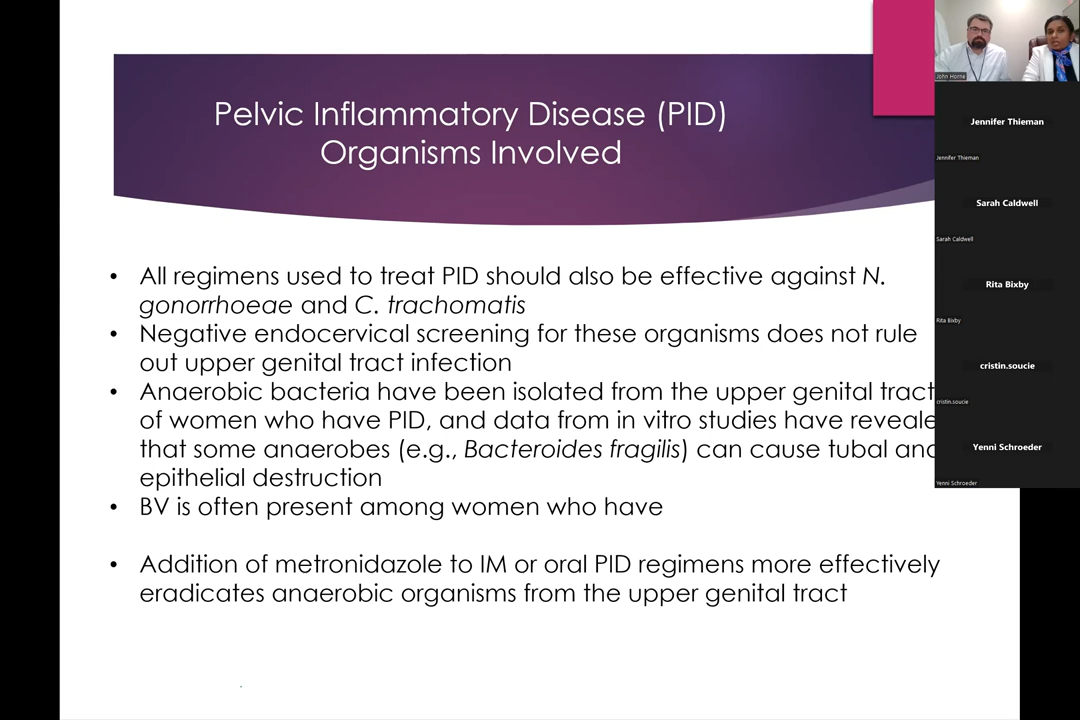 Pelvic Inflammatory Disease (PID)
Organisms Involved
• All regimens used to treat PID should also be effective against N.
gonorrhoeae and C. trachomatis
• Negative endocervical screening for these organisms does not rule
out upper genital tract infection
• Anaerobic bacteria have been isolated from the upper genital tract
of women who have PID, and data from in vitro studies have reveale
that some anaerobes (e.g., Bacteroides fragilis) can cause tubal and
epithelial destruction
• BV is often present among women who have
• Addition of metronidazole to IM or oral PID regimens more effectively
eradicates anaerobic organisms from the upper genital tract
John Horne
Jennifer Thieman
Jennifer Thieman
Sarah Caldwell
Sarah Caldwell
Rita Bixby
Rita Bixby
cristin.soucie
cristin.soucie
Yenni Schroeder
Yenni Schroeder